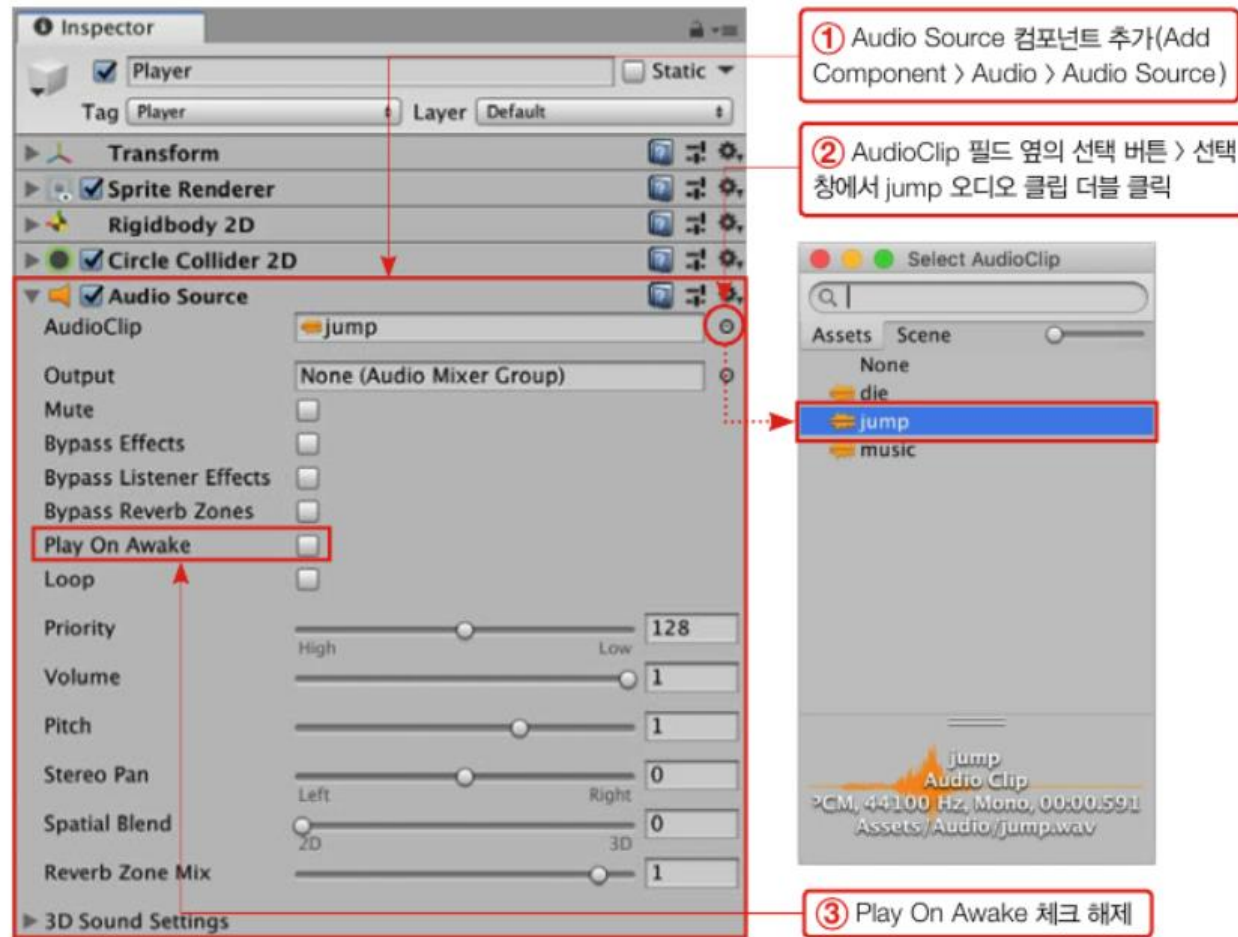 Inspector
Player Static
Tag Player Layer Default
Transform
Sprite Renderer
Rigidbody 2D
Circle Collider 2D
Audio Source
AudioClip jump
Output None (Audio Mixer Group)
Mute
Bypass Effects
Bypass Listener Effects
Bypass Reverb Zones
Play On Awake
Loop
Priority 128
High Low
Volume 1
Pitch 1
Stereo Pan 0
Left Right
Spatial Blend 0
2D 3D
Reverb Zone Mix 1
3D Sound Settings
① Audio Source 컴포넌트 추가(Add
Component > Audio > Audio Source)
② AudioClip 필드 옆의 선택 버튼 > 선택
창에서 jump 오디오 클립 더블 클릭
Select AudioClip
Assets Scene
None
die
jump
music
jump
Audio Clip
PCM, 44100 Hz, Mono, 00:00.591
Assets/Audio/jump.wav
③ Play On Awake 체크 해제